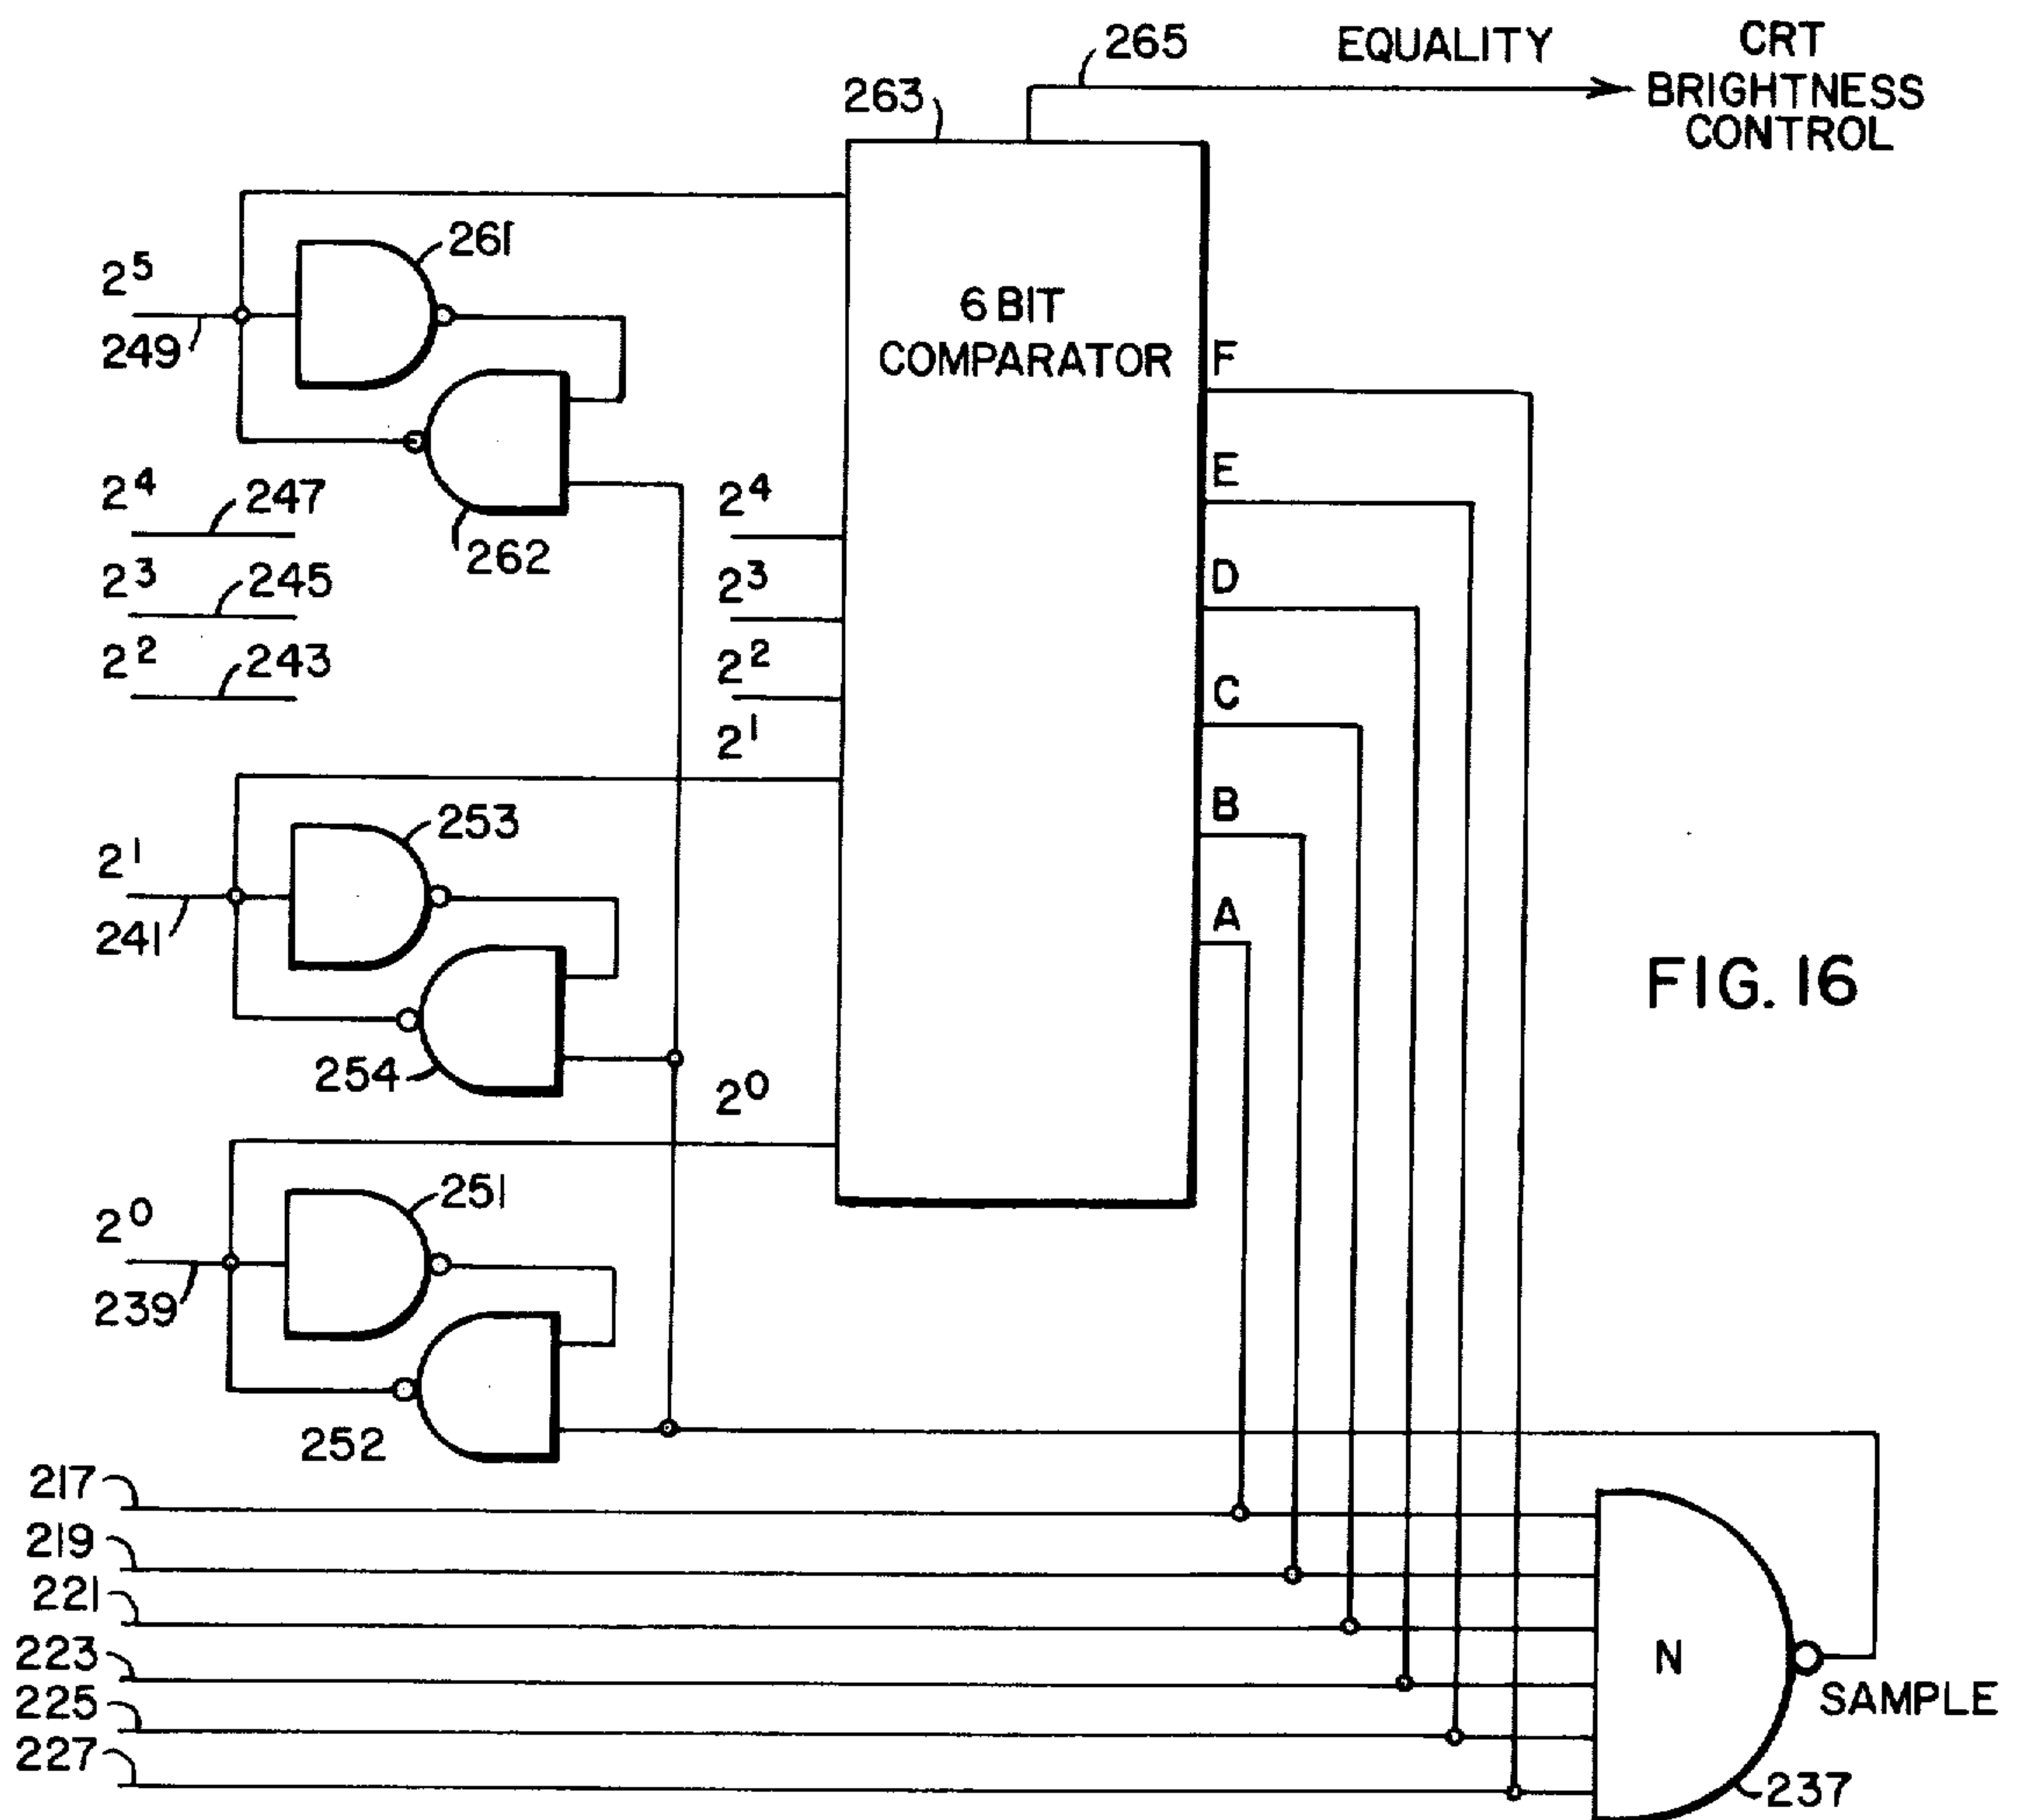 265
EQUALITY
CRT
BRIGHTNESS
CONTROL
263
261
2⁵
249
6 BIT
COMPARATOR
F
E
2⁴
247
2⁴
262
2³
245
2³
D
2²
243
2²
C
2¹
253
B
2¹
241
A
FIG. 16
254
2⁰
251
2⁰
239
252
217
219
221
223
225
227
N
SAMPLE
237